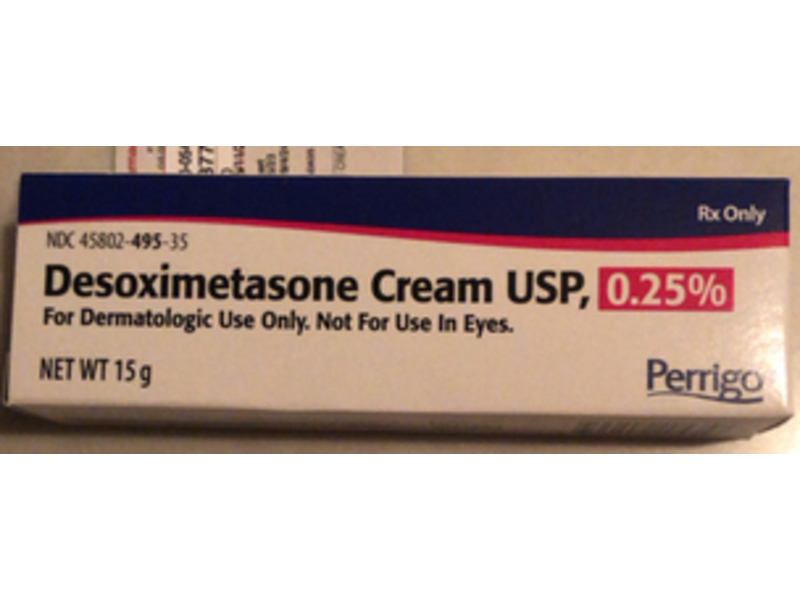 Rx Only
NDC 45802-495-35
Desoximetasone Cream USP, 0.25%
For Dermatologic Use Only. Not For Use In Eyes.
NET WT 15 g
Perrigo